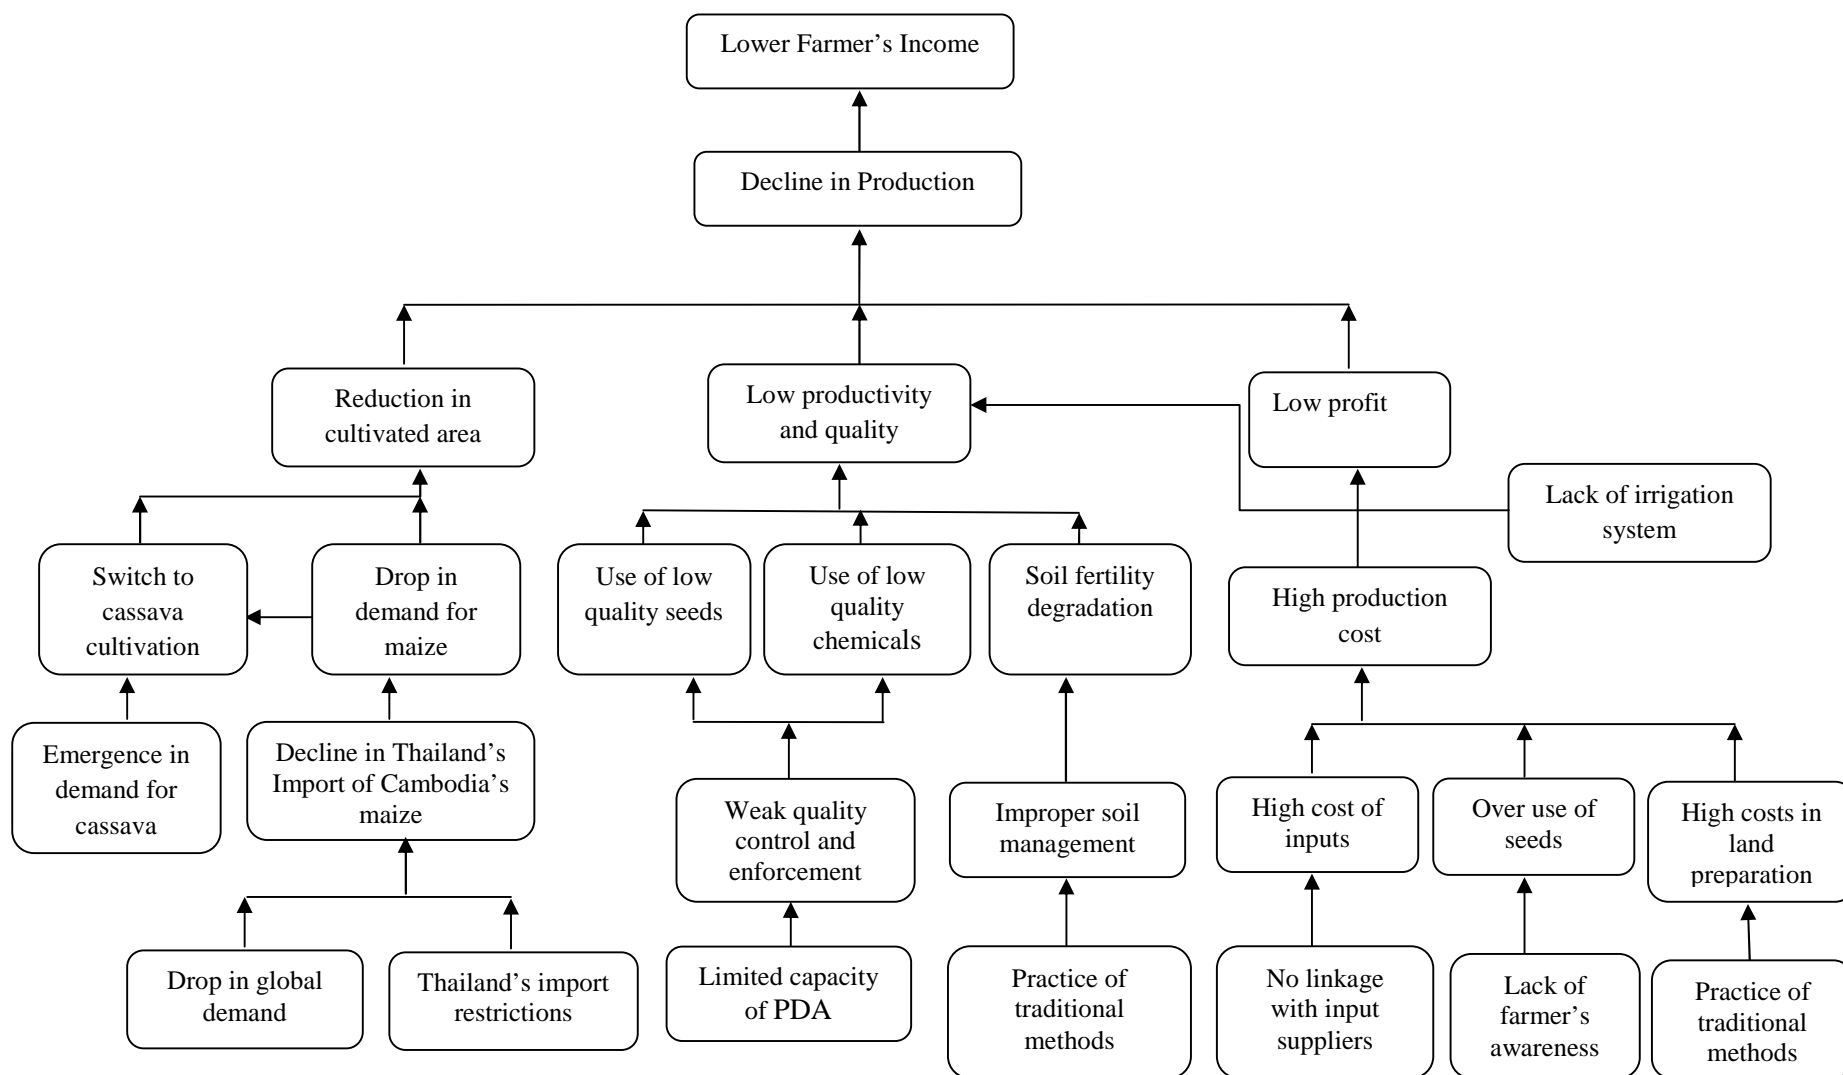 Lower Farmer’s Income
Decline in Production
Reduction in
cultivated area
Low productivity
and quality
Low profit
Lack of irrigation
system
Switch to
cassava
cultivation
Drop in
demand for
maize
Use of low
quality seeds
Use of low
quality
chemicals
Soil fertility
degradation
High production
cost
Emergence in
demand for
cassava
Decline in Thailand’s
Import of Cambodia’s
maize
Weak quality
control and
enforcement
Improper soil
management
High cost of
inputs
Over use of
seeds
High costs in
land
preparation
Drop in global
demand
Thailand’s import
restrictions
Limited capacity
of PDA
Practice of
traditional
methods
No linkage
with input
suppliers
Lack of
farmer’s
awareness
Practice of
traditional
methods